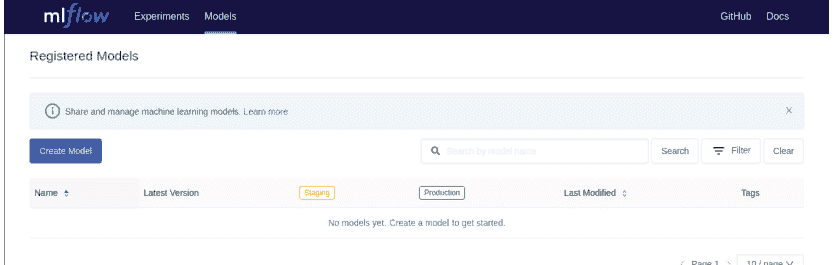 mlflow Experiments Models GitHub Docs
Registered Models
Share and manage machine learning models. Learn more
Create Model Search by model name Search Filter Clear
Name Latest Version Staging Production Last Modified Tags
No models yet. Create a model to get started.
Page 1 10 / page